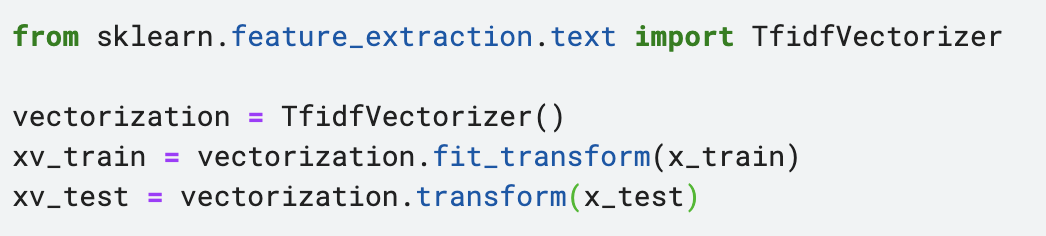 from sklearn.feature_extraction.text import TfidfVectorizer
vectorization = TfidfVectorizer()
xv_train = vectorization.fit_transform(x_train)
xv_test = vectorization.transform(x_test)